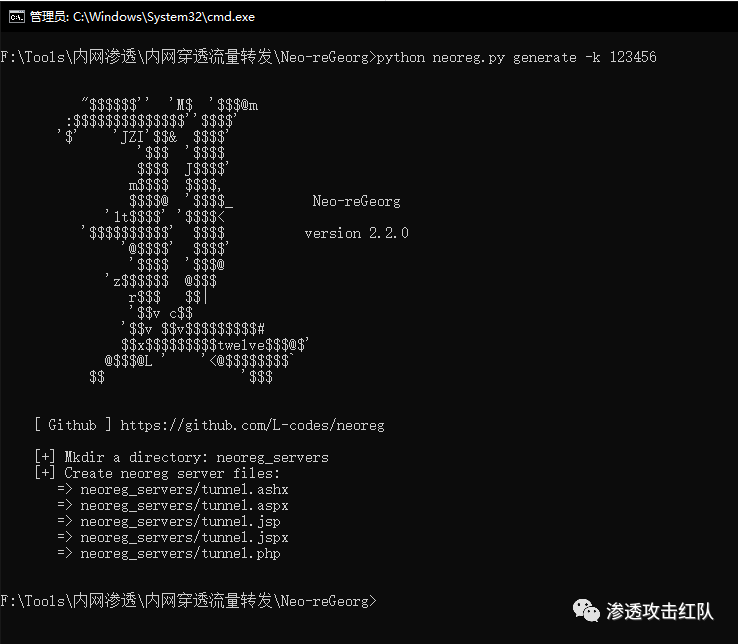 管理员: C:\Windows\System32\cmd.exe
F:\Tools\内网渗透\内网穿透流量转发\Neo-reGeorg>python neoreg.py generate -k 123456
"$$$$$$'' 'M$ '$$$@m
:$$$$$$$$$$$$$$''$$$$'
'$' 'JZI'$$& $$$$'
'$$$ '$$$$
$$$$ J$$$$'
m$$$$ $$$$,
$$$$@ '$$$$_ Neo-reGeorg
'1t$$$$' '$$$$<
'$$$$$$$$$$' $$$$ version 2.2.0
'@$$$$' $$$$'
'$$$$ '$$$@
'z$$$$$$ @$$$
r$$$ $$|
'$$v c$$
'$$v $$v$$$$$$$$$#
$$x$$$$$$$$$twelve$$$@$'
@$$$@L ' '<@$$$$$$$$`
$$ '$$$
[ Github ] https://github.com/L-codes/neoreg
[+] Mkdir a directory: neoreg_servers
[+] Create neoreg server files:
=> neoreg_servers/tunnel.ashx
=> neoreg_servers/tunnel.aspx
=> neoreg_servers/tunnel.jsp
=> neoreg_servers/tunnel.jspx
=> neoreg_servers/tunnel.php
F:\Tools\内网渗透\内网穿透流量转发\Neo-reGeorg>
渗透攻击红队